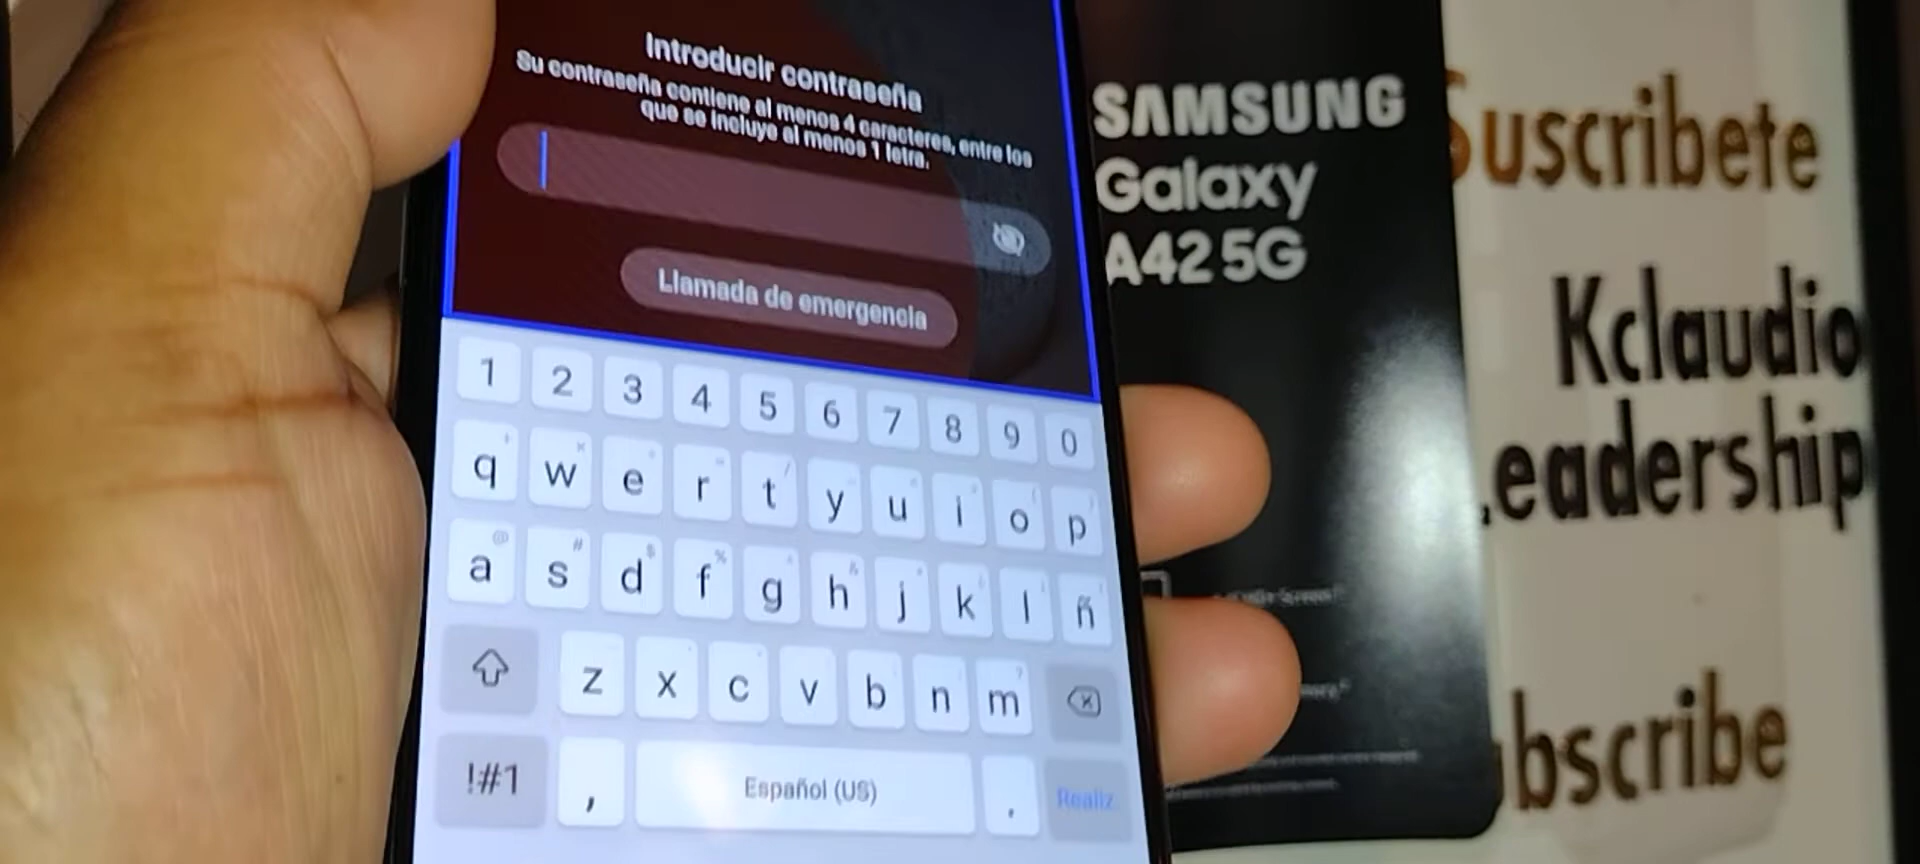 Introducir contraseña
Su contraseña contiene al menos 4 caracteres, entre los
que se incluye al menos 1 letra.
Llamada de emergencia
1 2 3 4 5 6 7 8 9 0
q w e r t y u i o p
@ # $ %
a s d f g h j k l ñ
z x c v b n m
!#1 , Español (US) . Realiz
SAMSUNG
Galaxy
A42 5G
Suscribete
Kclaudio
Leadership
ubscribe